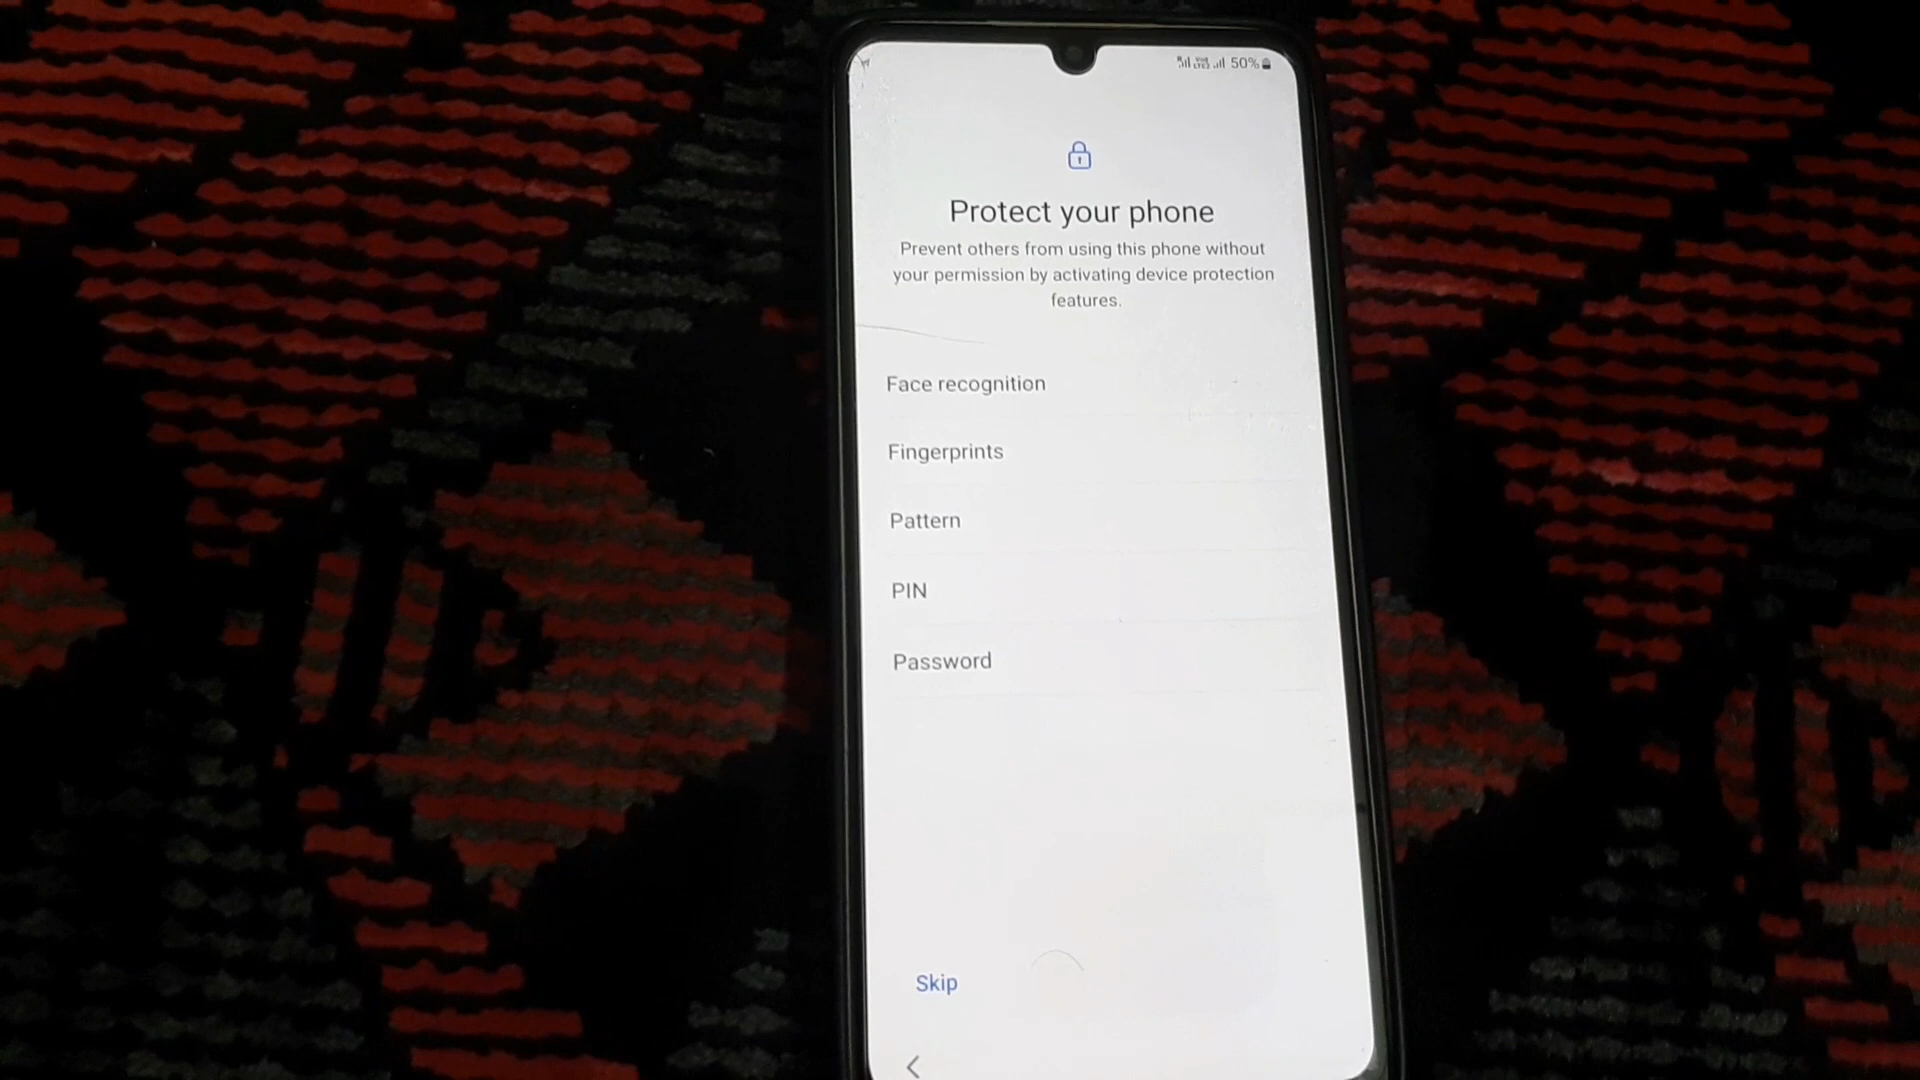 50%
Protect your phone
Prevent others from using this phone without
your permission by activating device protection
features.
Face recognition
Fingerprints
Pattern
PIN
Password
Skip